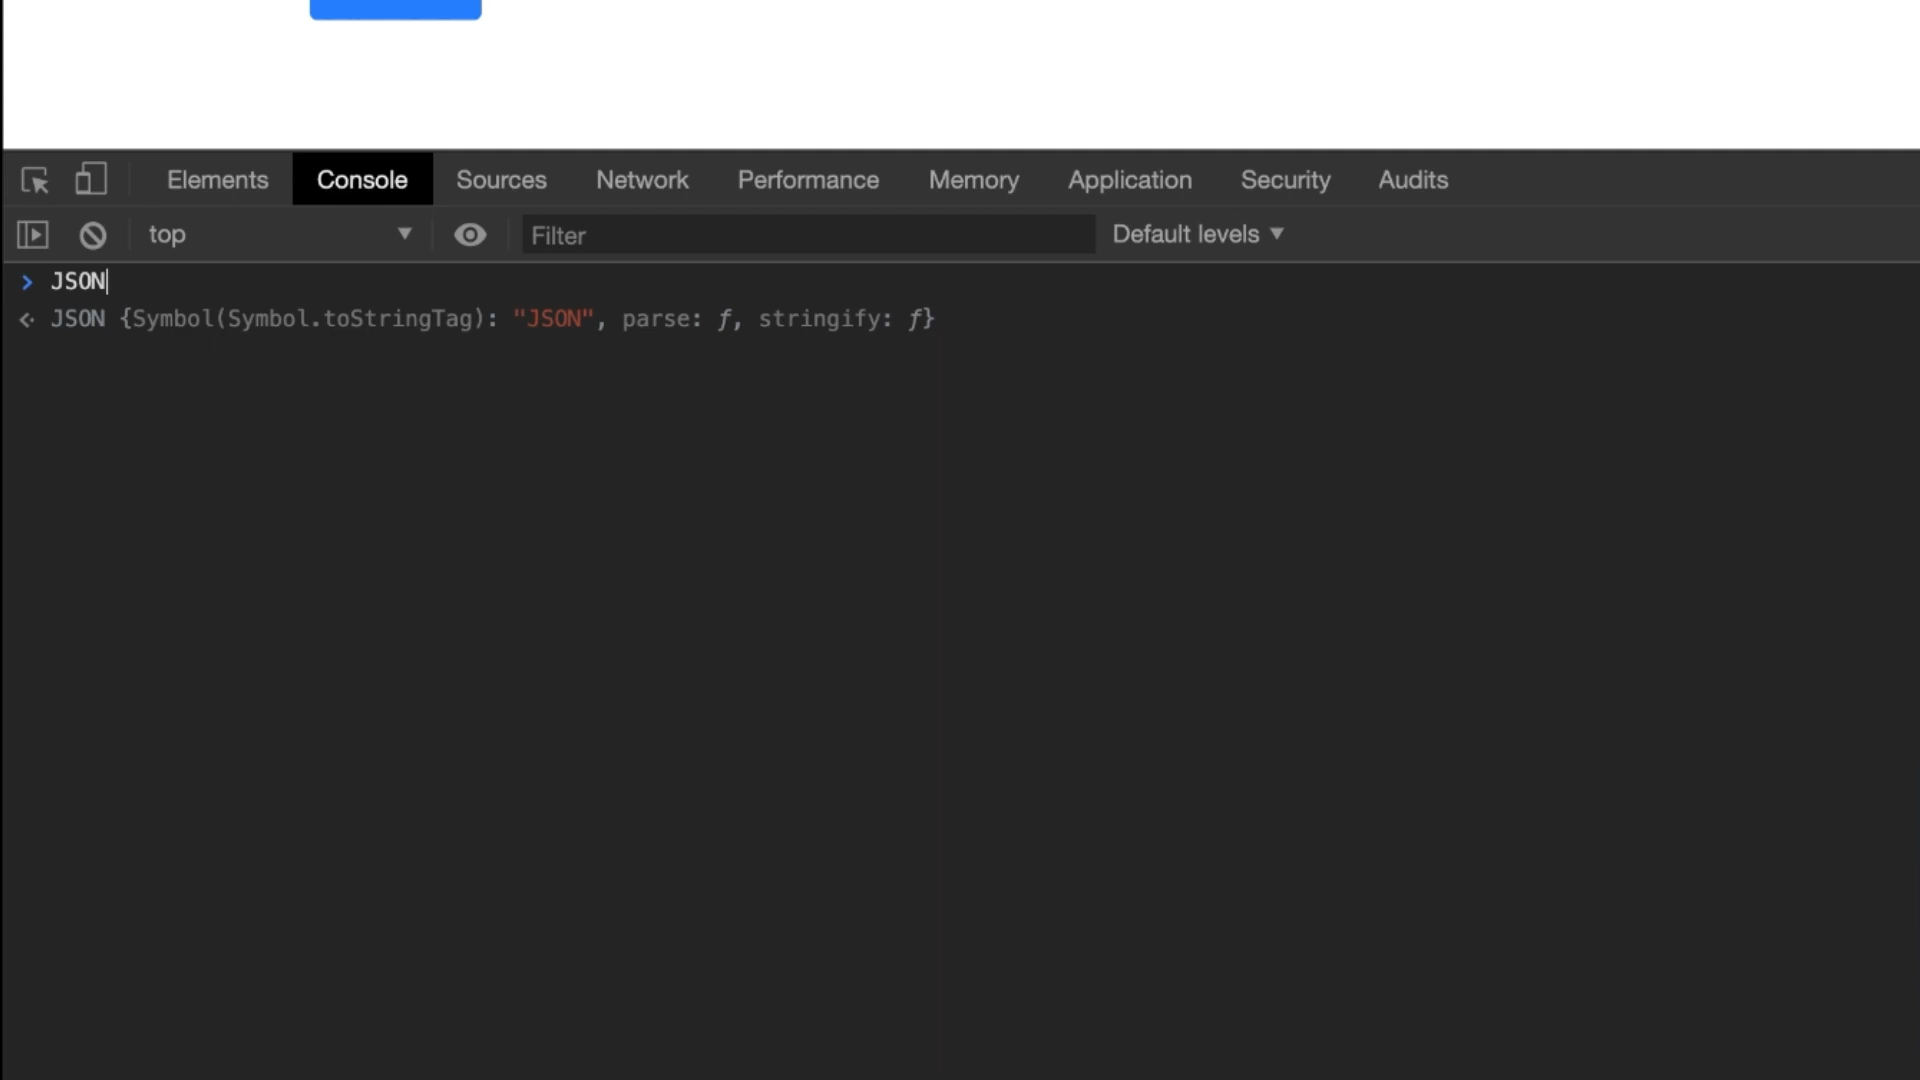 Elements Console Sources Network Performance Memory Application Security Audits
top Filter Default levels
JSON
JSON {Symbol(Symbol.toStringTag): "JSON", parse: ƒ, stringify: ƒ}